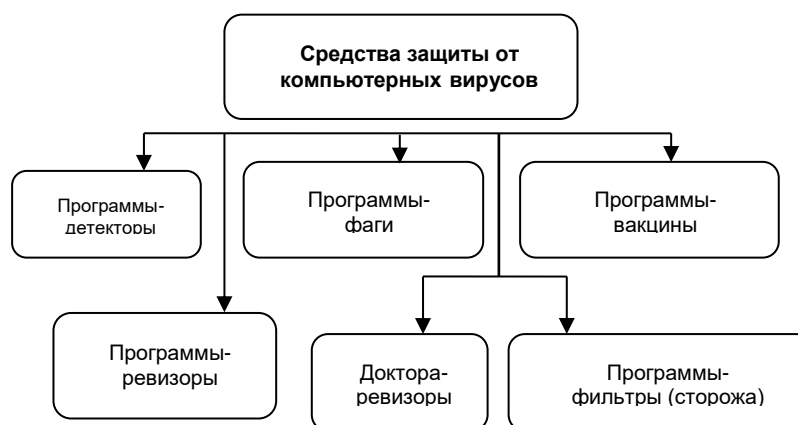 Средства защиты от
компьютерных вирусов
Программы-
детекторы
Программы-
фаги
Программы-
вакцины
Программы-
ревизоры
Доктора-
ревизоры
Программы-
фильтры (сторожа)